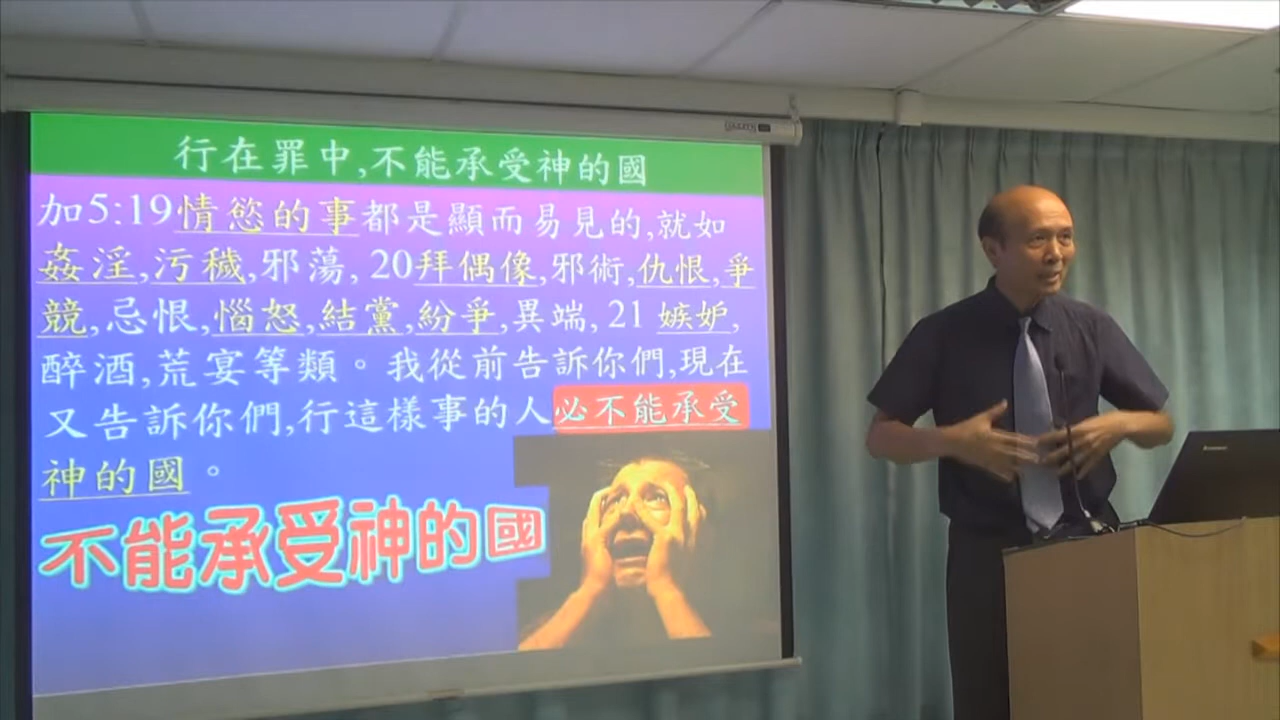 行在罪中,不能承受神的國
加5:19情慾的事都是顯而易見的,就如
姦淫,污穢,邪蕩 20拜偶像,邪術,仇恨,爭
競,忌恨,惱怒,結黨,紛爭,異端, 21 嫉妒,
醉酒,荒宴等類。我從前告訴你們,現在
又告訴你們,行這樣事的人必不能承受
神的國。
不能承受神的國
lenovo